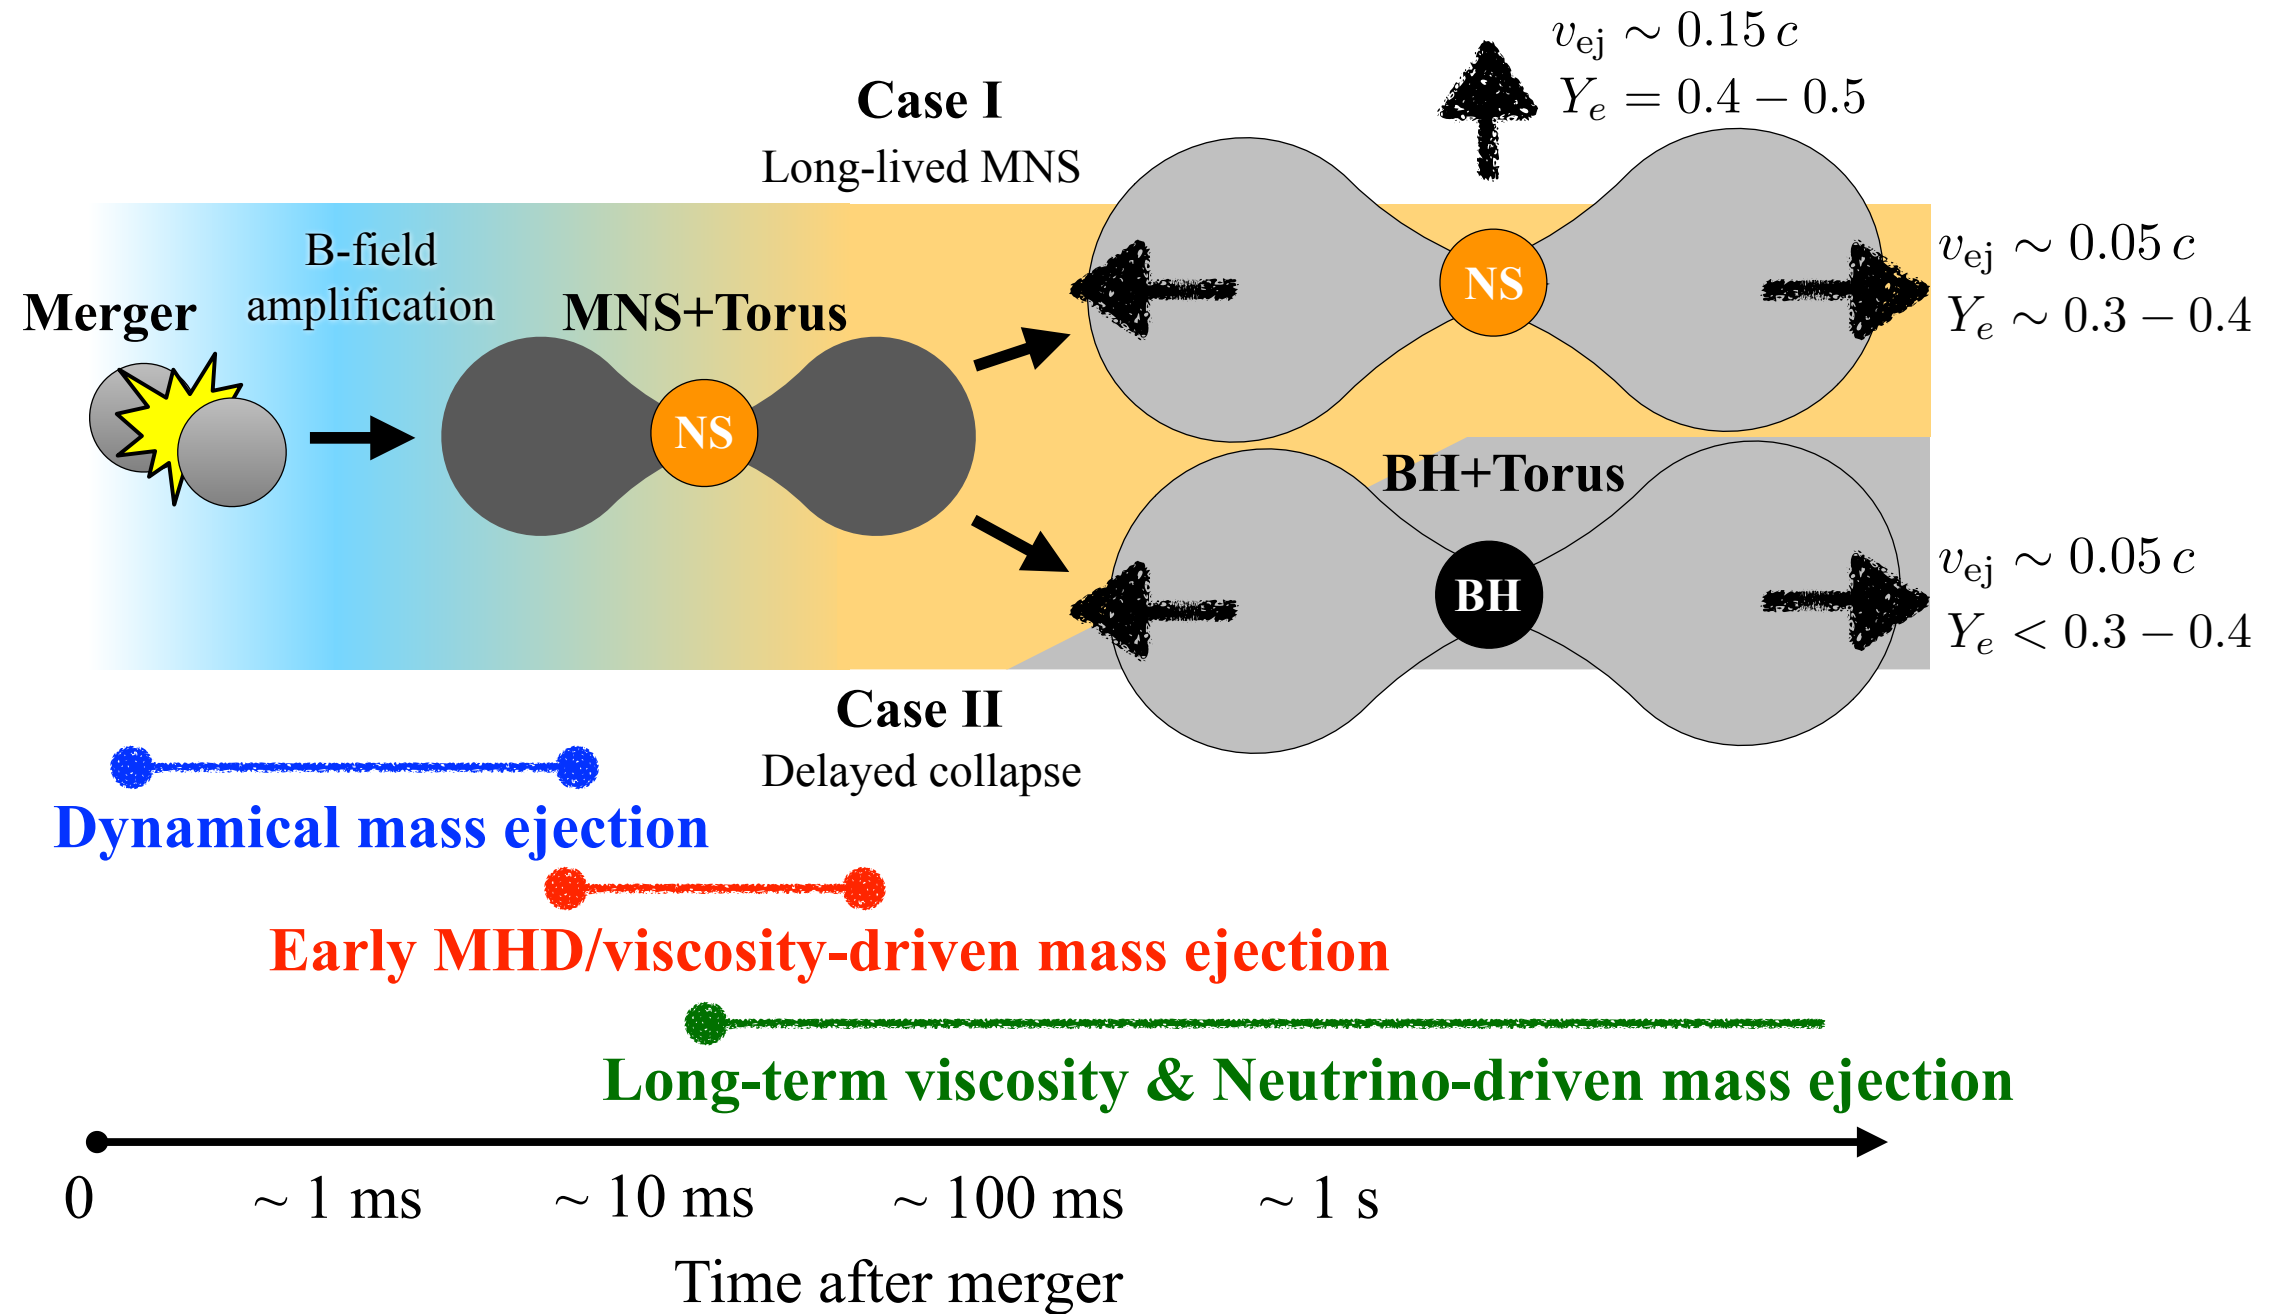 v_ej ∼ 0.15 c
Y_e = 0.4 − 0.5
Case I
Long-lived MNS
B-field
amplification
Merger
MNS+Torus
NS
NS
v_ej ∼ 0.05 c
Y_e ∼ 0.3 − 0.4
BH+Torus
BH
v_ej ∼ 0.05 c
Y_e < 0.3 − 0.4
Case II
Delayed collapse
Dynamical mass ejection
Early MHD/viscosity-driven mass ejection
Long-term viscosity & Neutrino-driven mass ejection
0 ~ 1 ms ~ 10 ms ~ 100 ms ~ 1 s
Time after merger